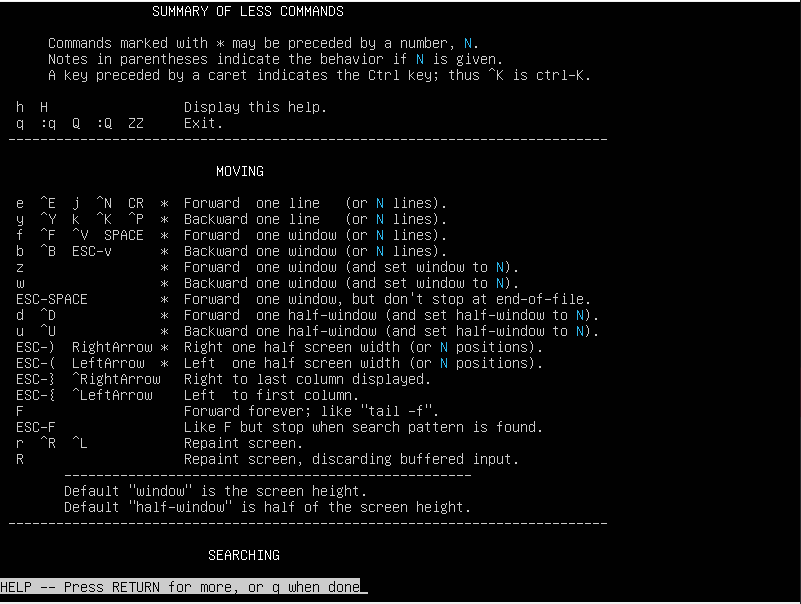 SUMMARY OF LESS COMMANDS
Commands marked with * may be preceded by a number, N.
Notes in parentheses indicate the behavior if N is given.
A key preceded by a caret indicates the Ctrl key; thus ^K is ctrl-K.
h  H                 Display this help.
q  :q  Q  :Q  ZZ     Exit.
---------------------------------------------------------------------------
MOVING
e  ^E  j  ^N  CR  *  Forward  one line   (or N lines).
y  ^Y  k  ^K  ^P  *  Backward one line   (or N lines).
f  ^F  ^V  SPACE  *  Forward  one window (or N lines).
b  ^B  ESC-v      *  Backward one window (or N lines).
z                 *  Forward  one window (and set window to N).
w                 *  Backward one window (and set window to N).
ESC-SPACE         *  Forward  one window, but don't stop at end-of-file.
d  ^D             *  Forward  one half-window (and set half-window to N).
u  ^U             *  Backward one half-window (and set half-window to N).
ESC-)  RightArrow *  Right one half screen width (or N positions).
ESC-(  LeftArrow  *  Left  one half screen width (or N positions).
ESC-}  ^RightArrow   Right to last column displayed.
ESC-{  ^LeftArrow    Left  to first column.
F                    Forward forever; like "tail -f".
ESC-F                Like F but stop when search pattern is found.
r  ^R  ^L            Repaint screen.
R                    Repaint screen, discarding buffered input.
---------------------------------------------------
Default "window" is the screen height.
Default "half-window" is half of the screen height.
---------------------------------------------------------------------------
SEARCHING
HELP -- Press RETURN for more, or q when done